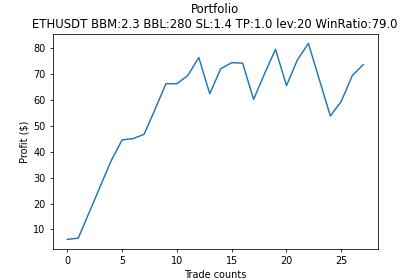 Portfolio
ETHUSDT BBM:2.3 BBL:280 SL:1.4 TP:1.0 lev:20 WinRatio:79.0
80
70
60
50
40
30
20
10
Profit ($)
0 5 10 15 20 25
Trade counts